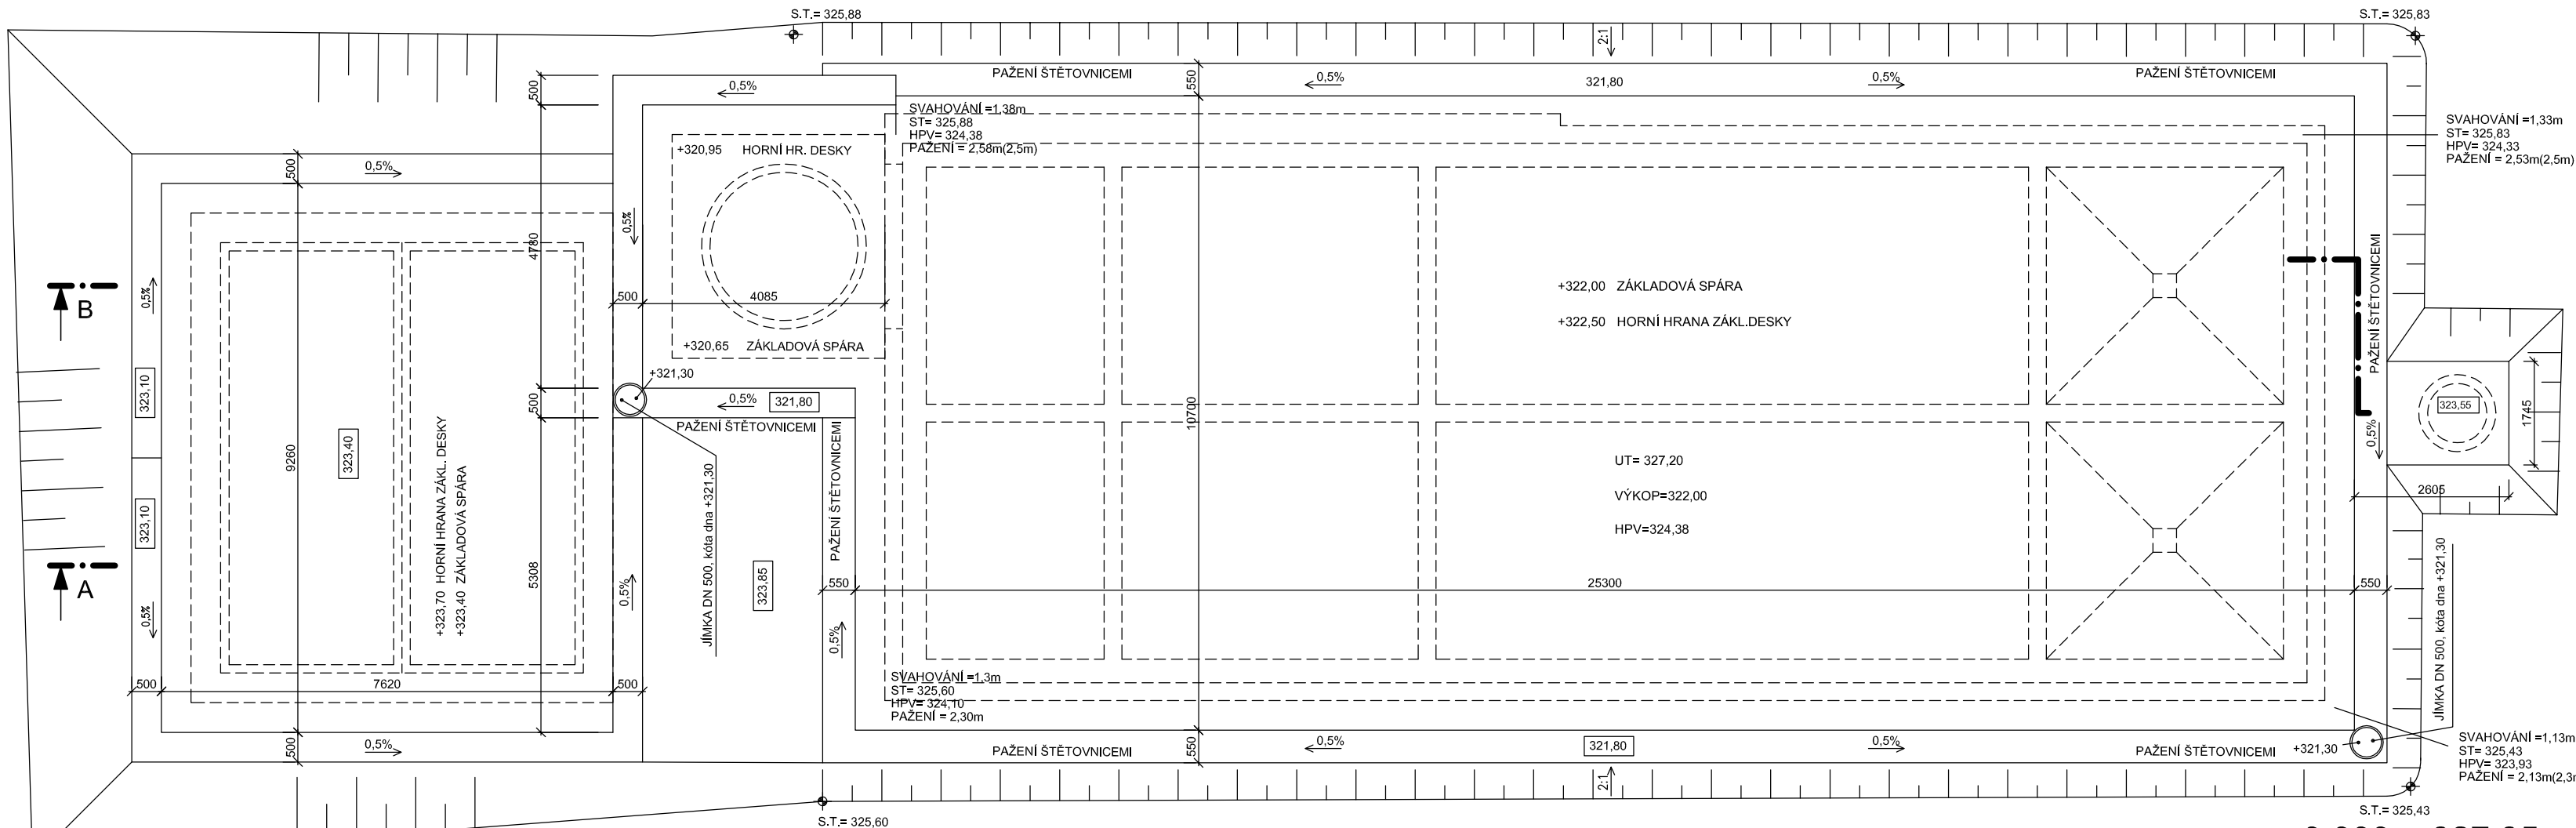 S.T.= 325,88
S.T.= 325,83
2:1
PAŽENÍ ŠTĚTOVNICEMI
550
0,5%
321,80
0,5%
PAŽENÍ ŠTĚTOVNICEMI
500
0,5%
SVAHOVÁNÍ =1,38m
ST= 325,88
HPV= 324,38
PAŽENÍ = 2,58m(2,5m)
SVAHOVÁNÍ =1,33m
ST= 325,83
HPV= 324,33
PAŽENÍ = 2,53m(2,5m)
+320,95 HORNÍ HR. DESKY
500
0,5%
0,5%
4780
PAŽENÍ ŠTĚTOVNICEMI
B
0,5%
500
4085
+322,00 ZÁKLADOVÁ SPÁRA
+322,50 HORNÍ HRANA ZÁKL.DESKY
+320,65 ZÁKLADOVÁ SPÁRA
+321,30
323,10
500
0,5%
321,80
PAŽENÍ ŠTĚTOVNICEMI
10700
323,55
1745
0,5%
9260
323,40
+323,70 HORNÍ HRANA ZÁKL. DESKY
+323,40 ZÁKLADOVÁ SPÁRA
JÍMKA DN 500, kóta dna +321,30
PAŽENÍ ŠTĚTOVNICEMI
UT= 327,20
VÝKOP=322,00
HPV=324,38
2605
323,10
A
0,5%
5308
0,5%
323,85
550
25300
550
0,5%
JÍMKA DN 500, kóta dna +321,30
500
7620
500
SVAHOVÁNÍ =1,3m
ST= 325,60
HPV= 324,10
PAŽENÍ = 2,30m
500
0,5%
PAŽENÍ ŠTĚTOVNICEMI
550
0,5%
321,80
0,5%
PAŽENÍ ŠTĚTOVNICEMI
+321,30
SVAHOVÁNÍ =1,13m
ST= 325,43
HPV= 323,93
PAŽENÍ = 2,13m(2,3m
2:1
S.T.= 325,60
S.T.= 325,43